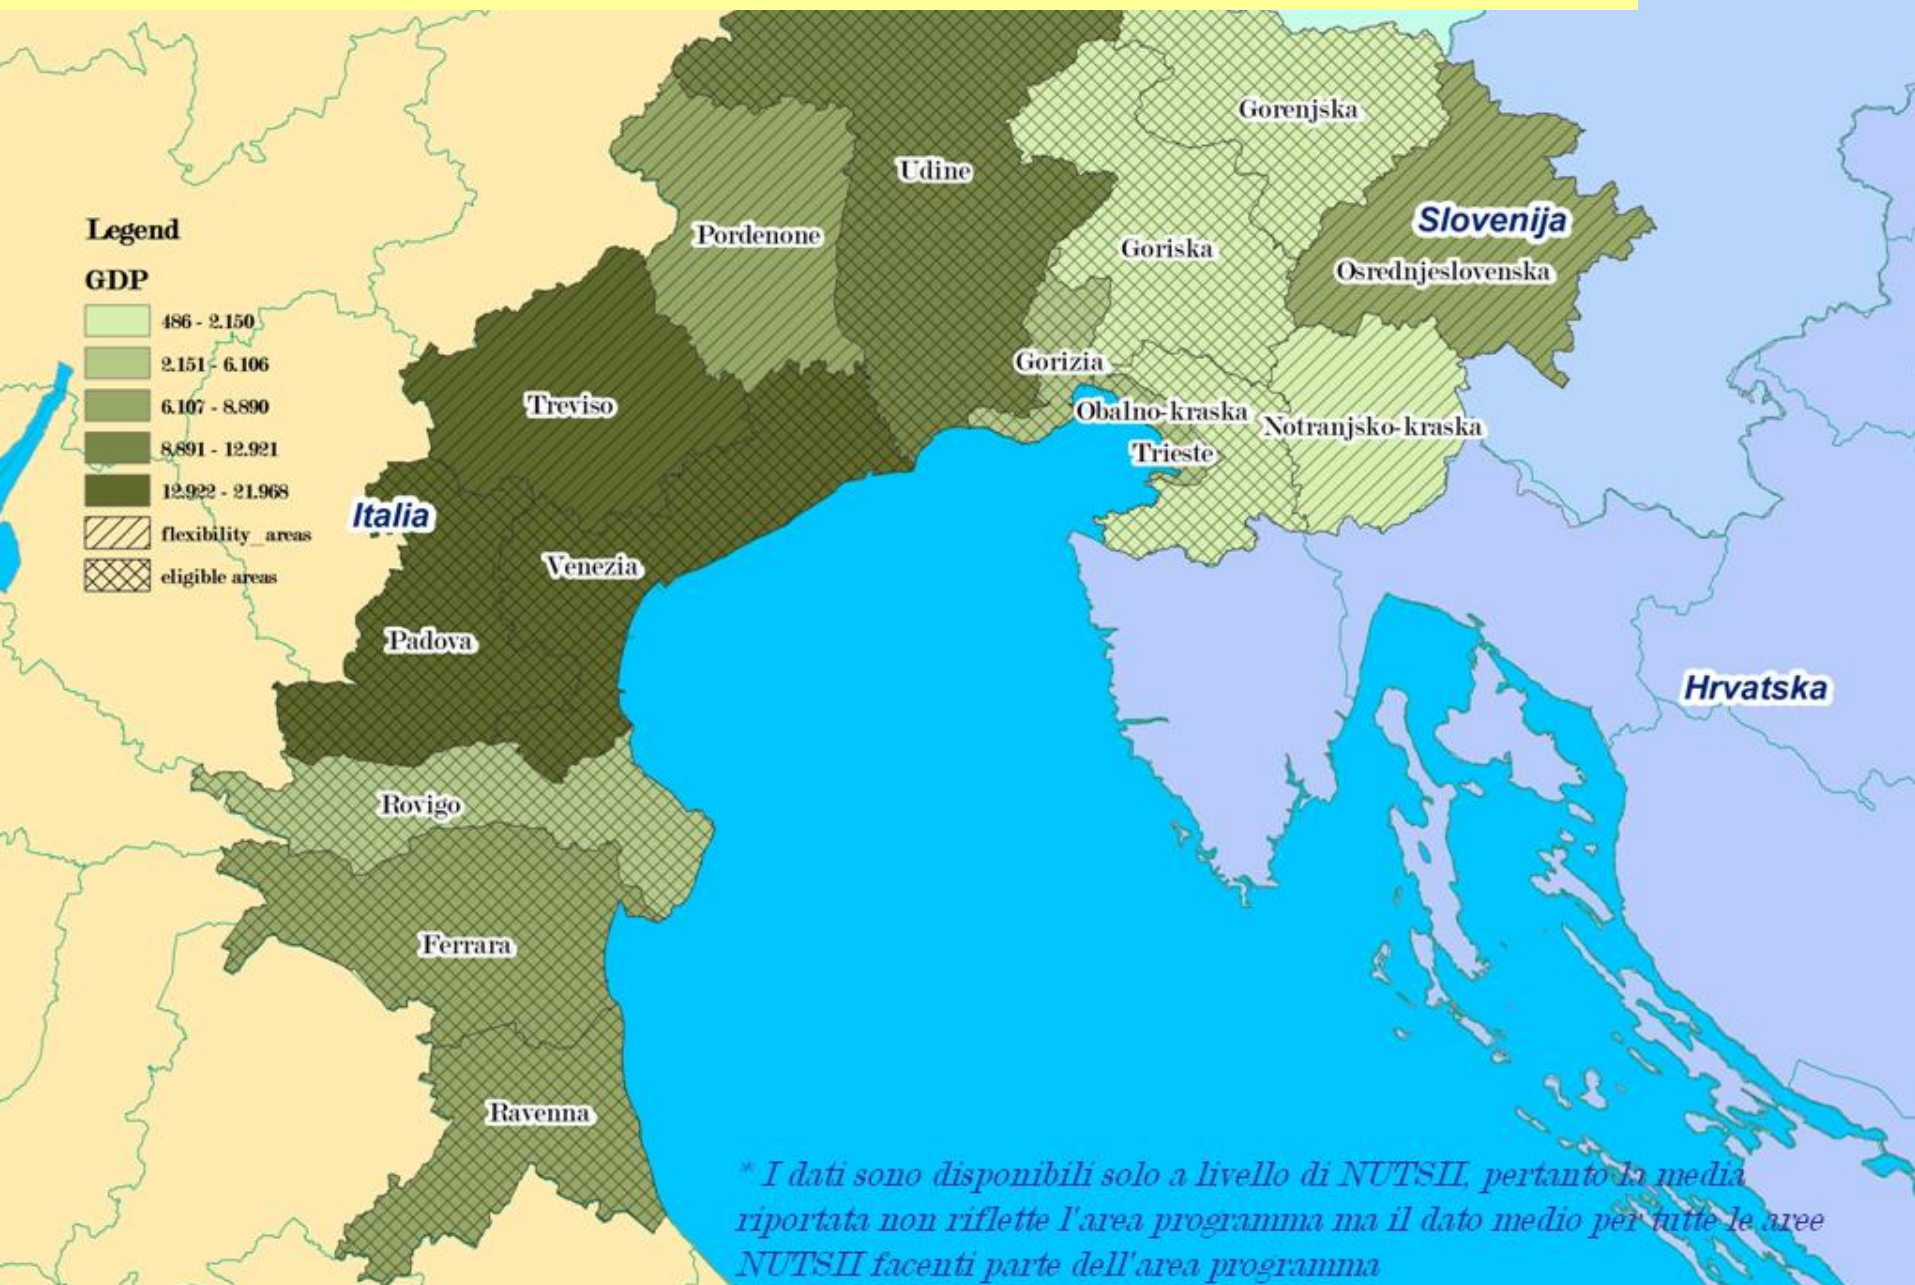 Gorenjska
Udine
Slovenija
Pordenone
Legend
Goriska
Osrednjeslovenska
GDP
486 - 2.150
2.151 - 6.106
Gorizia
6.107 - 8.890
Treviso
Obalno-kraska
Notranjsko-kraska
8.891 - 12.921
Trieste
12.922 - 21.968
Italia
flexibility_areas
Venezia
eligible areas
Padova
Hrvatska
Rovigo
Ferrara
Ravenna
* I dati sono disponibili solo a livello di NUTSII, pertanto la media
riportata non riflette l'area programma ma il dato medio per tutte le aree
NUTSII facenti parte dell'area programma